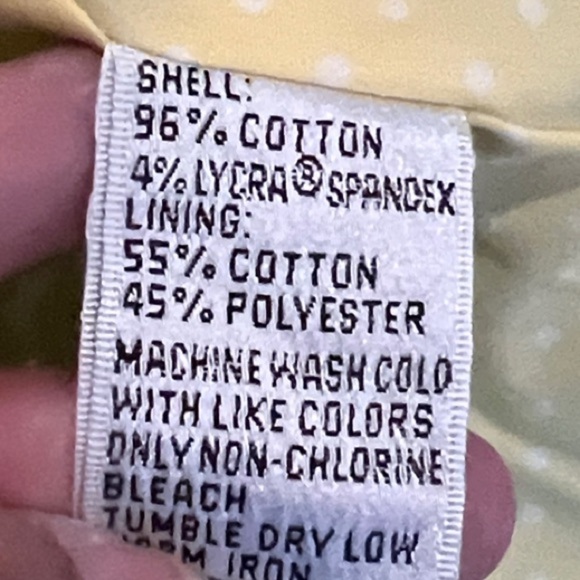 SHELL:
96% COTTON
4% LYCRA® SPANDEX
LINING:
55% COTTON
45% POLYESTER
MACHINE WASH COLD
WITH LIKE COLORS
ONLY NON-CHLORINE
BLEACH
TUMBLE DRY LOW
IRON